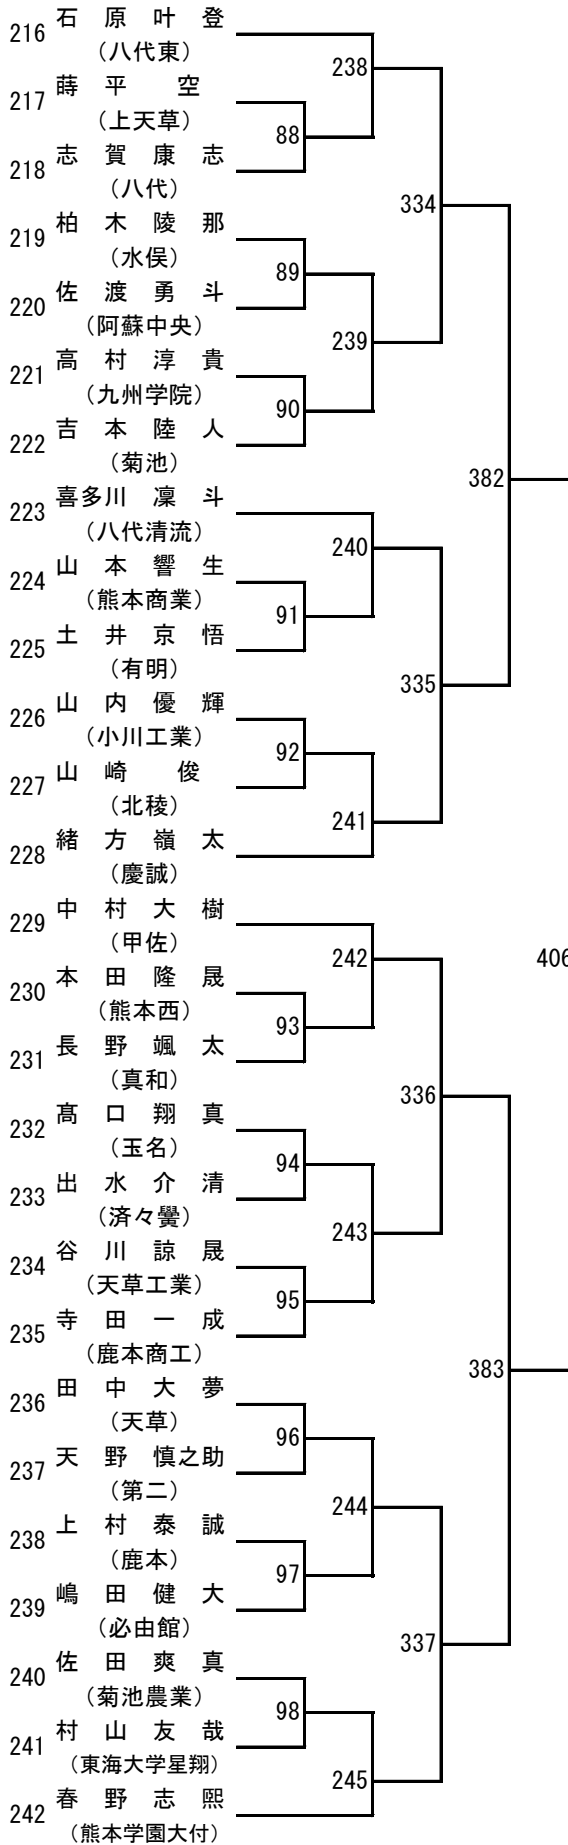 石 原 叶 登
216
（八代東）
238
蒔 平 空
217
（上天草）
88
志 賀 康 志
218
（八代）
334
柏 木 陵 那
219
（水俣）
89
佐 渡 勇 斗
220
（阿蘇中央）
239
高 村 淳 貴
221
（九州学院）
90
吉 本 陸 人
222
（菊池）
382
喜多川 凜 斗
223
（八代清流）
240
山 本 響 生
224
（熊本商業）
91
土 井 京 悟
225
（有明）
335
山 内 優 輝
226
（小川工業）
92
山 崎 俊
227
（北稜）
241
緒 方 嶺 太
228
（慶誠）
中 村 大 樹
229
（甲佐）
242
406
本 田 隆 晟
230
（熊本西）
93
長 野 颯 太
231
（真和）
336
髙 口 翔 真
232
（玉名）
94
出 水 介 清
233
（済々黌）
243
谷 川 諒 晟
234
（天草工業）
95
寺 田 一 成
235
（鹿本商工）
383
田 中 大 夢
236
（天草）
96
天 野 慎之助
237
（第二）
244
上 村 泰 誠
238
（鹿本）
97
嶋 田 健 大
239
（必由館）
337
佐 田 爽 真
240
（菊池農業）
98
村 山 友 哉
241
（東海大学星翔）
245
春 野 志 熙
242
（熊本学園大付）